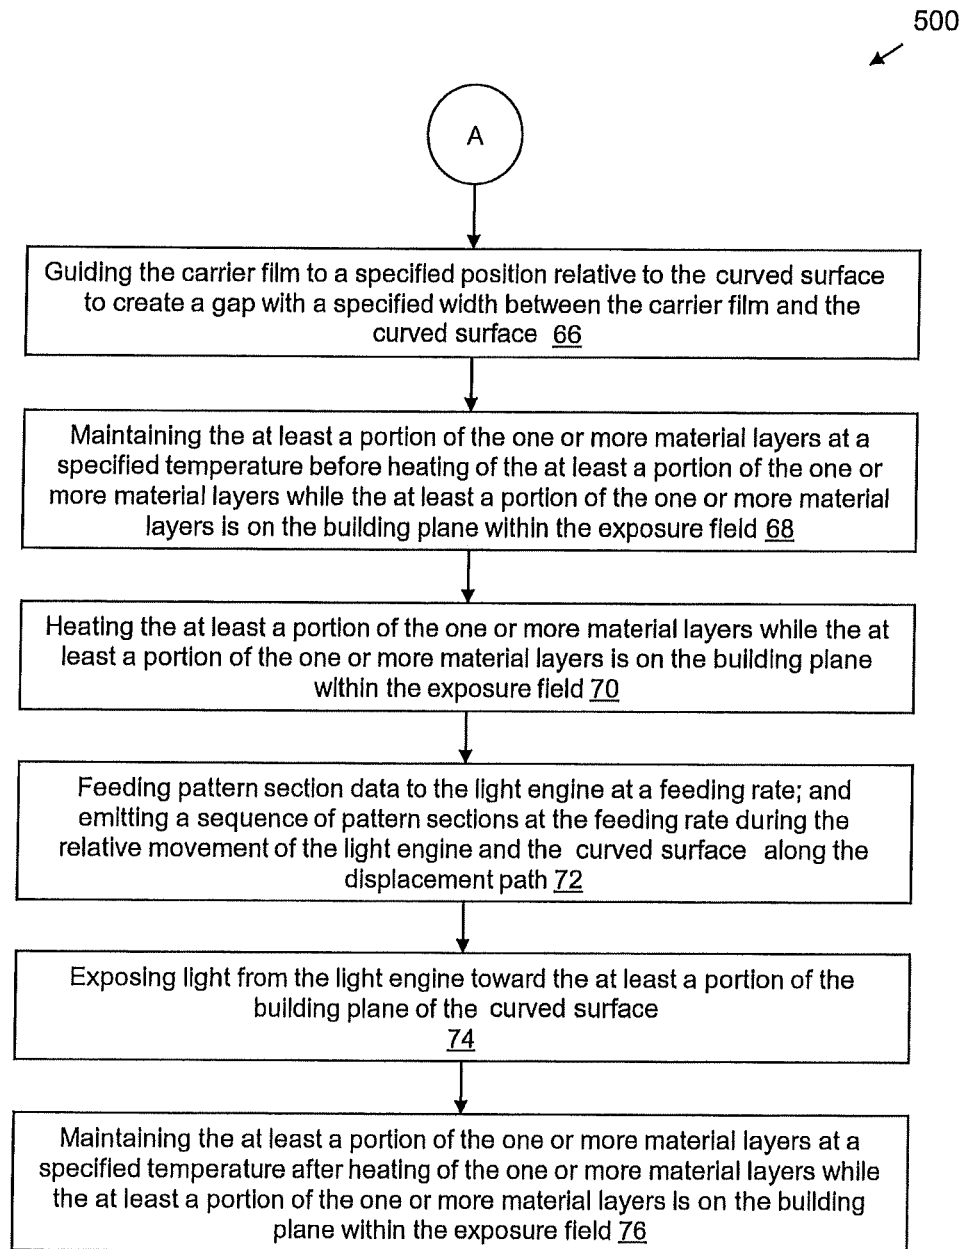 500
A
Guiding the carrier film to a specified position relative to the curved surface
to create a gap with a specified width between the carrier film and the
curved surface 66
Maintaining the at least a portion of the one or more material layers at a
specified temperature before heating of the at least a portion of the one or
more material layers while the at least a portion of the one or more material
layers is on the building plane within the exposure field 68
Heating the at least a portion of the one or more material layers while the at
least a portion of the one or more material layers is on the building plane
within the exposure field 70
Feeding pattern section data to the light engine at a feeding rate; and
emitting a sequence of pattern sections at the feeding rate during the
relative movement of the light engine and the curved surface along the
displacement path 72
Exposing light from the light engine toward the at least a portion of the
building plane of the curved surface
74
Maintaining the at least a portion of the one or more material layers at a
specified temperature after heating of the one or more material layers while
the at least a portion of the one or more material layers is on the building
plane within the exposure field 76